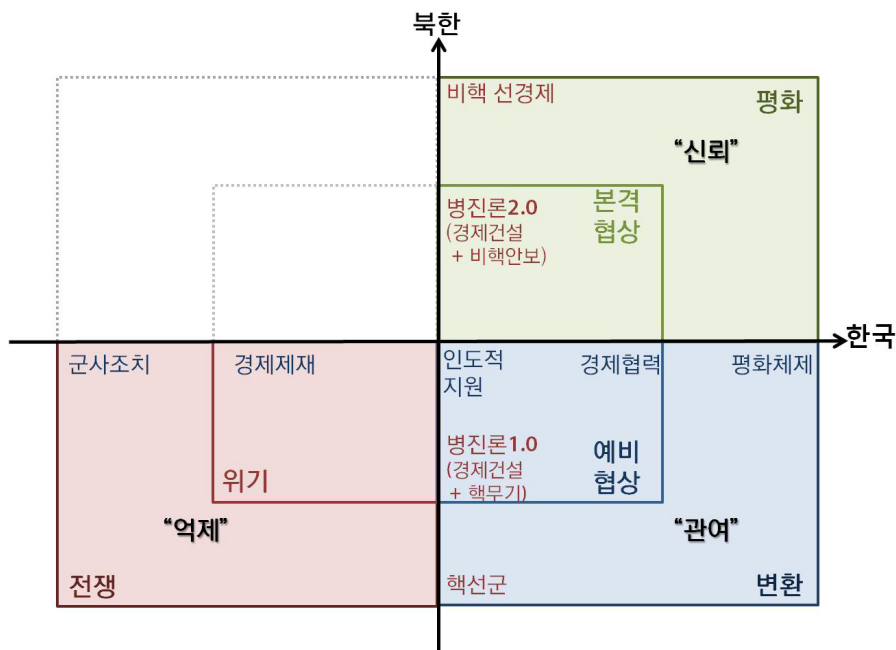 북한
비핵 선경제
평화
“신뢰”
병진론2.0
(경제건설
+ 비핵안보)
본격
협상
한국
군사조치
경제제재
인도적
지원
경제협력
평화체제
병진론1.0
(경제건설
+ 핵무기)
예비
협상
위기
“억제”
“관여”
전쟁
핵선군
변환